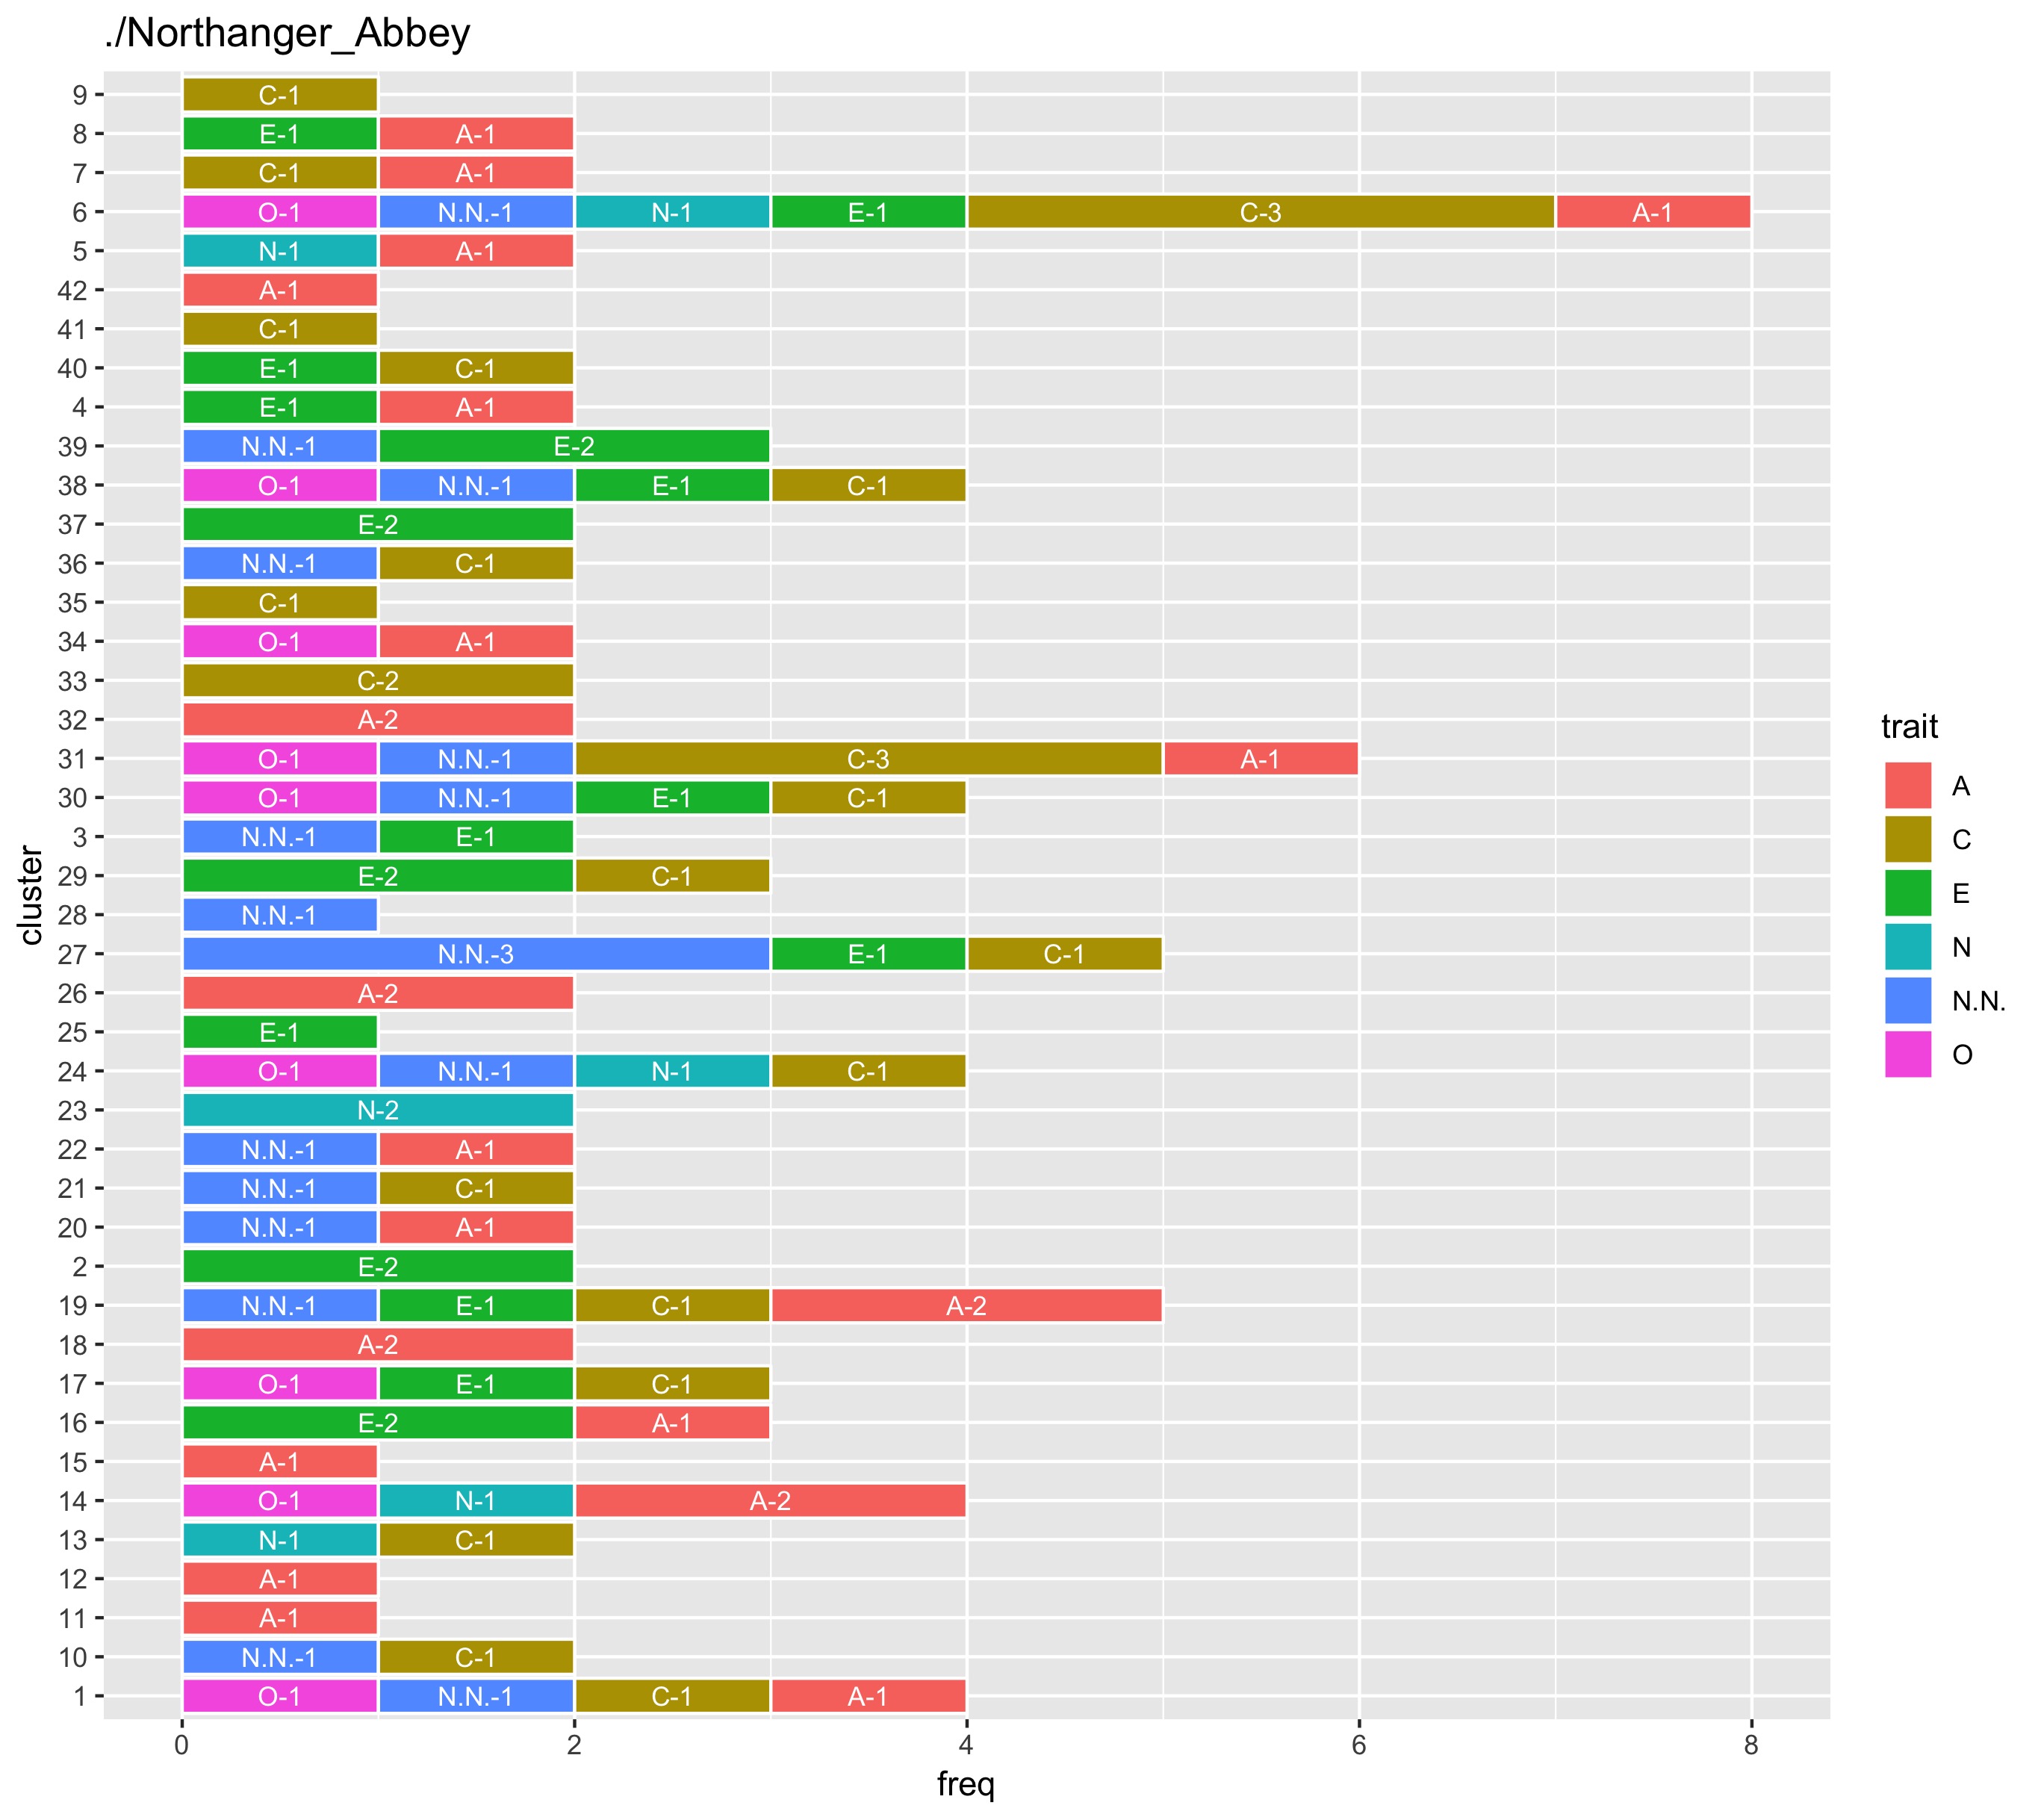 ./Northanger_Abbey
9 C-1
8 E-1 A-1
7 C-1 A-1
6 O-1 N.N.-1 N-1 E-1 C-3 A-1
5 N-1 A-1
42 A-1
41 C-1
40 E-1 C-1
4 E-1 A-1
39 N.N.-1 E-2
38 O-1 N.N.-1 E-1 C-1
37 E-2
36 N.N.-1 C-1
35 C-1
34 O-1 A-1
33 C-2
32 A-2
31 O-1 N.N.-1 C-3 A-1
30 O-1 N.N.-1 E-1 C-1
3 N.N.-1 E-1
29 E-2 C-1
28 N.N.-1
27 N.N.-3 E-1 C-1
26 A-2
25 E-1
24 O-1 N.N.-1 N-1 C-1
23 N-2
22 N.N.-1 A-1
21 N.N.-1 C-1
20 N.N.-1 A-1
2 E-2
19 N.N.-1 E-1 C-1 A-2
18 A-2
17 O-1 E-1 C-1
16 E-2 A-1
15 A-1
14 O-1 N-1 A-2
13 N-1 C-1
12 A-1
11 A-1
10 N.N.-1 C-1
1 O-1 N.N.-1 C-1 A-1
0 2 4 6 8
freq
cluster
trait
A
C
E
N
N.N.
O